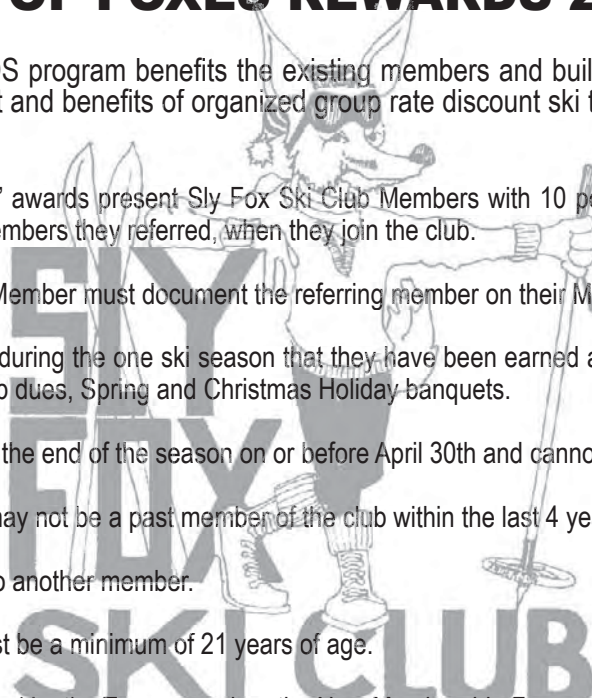 OF FOXES REWARDS
OS program benefits the existing members and buil
t and benefits of organized group rate discount ski t
' awards present Sly Fox Ski Club Members with 10 pe
embers they referred, when they join the club.
Member must document the referring member on their M
during the one ski season that they have been earned a
o dues, Spring and Christmas Holiday banquets.
the end of the season on or before April 30th and canno
may not be a past member of the club within the last 4 ye
o another member.
st be a minimum of 21 years of age.
SLY
FOX
SKI CLUB